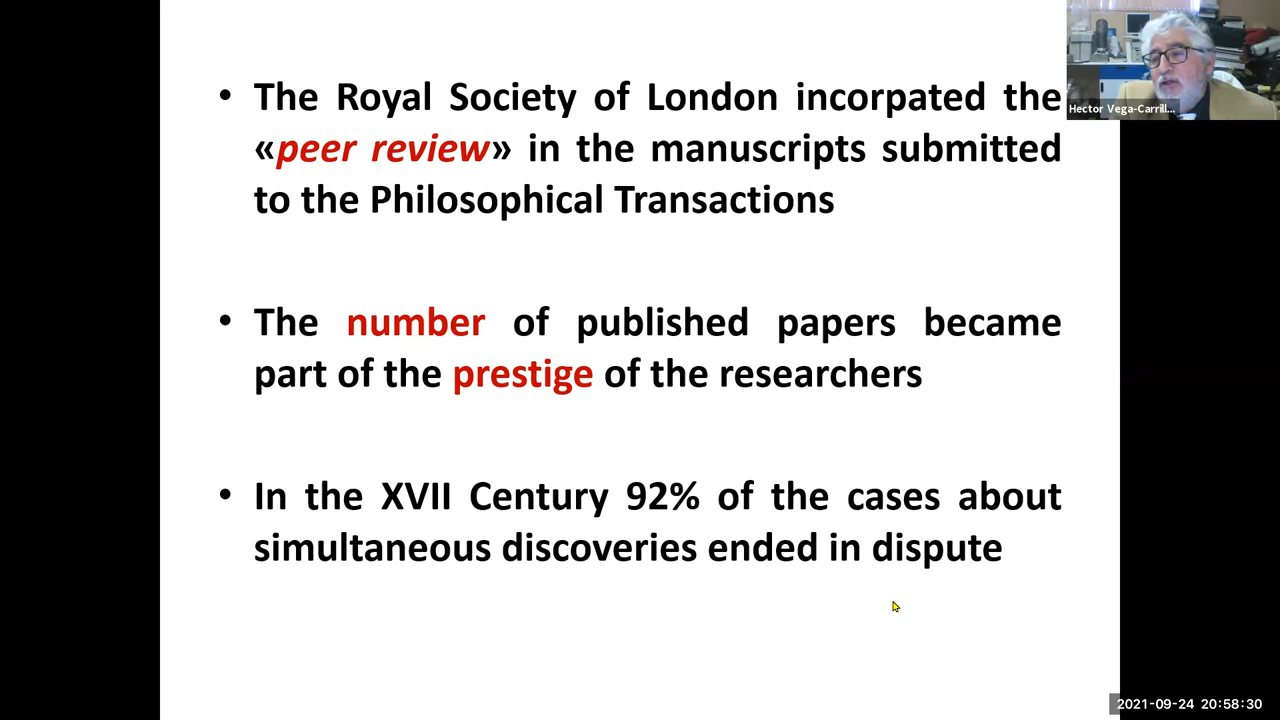 • The Royal Society of London incorpated the
«peer review» in the manuscripts submitted
to the Philosophical Transactions
• The number of published papers became
part of the prestige of the researchers
• In the XVII Century 92% of the cases about
simultaneous discoveries ended in dispute
Hector Vega-Carrill...
2021-09-24 20:58:30